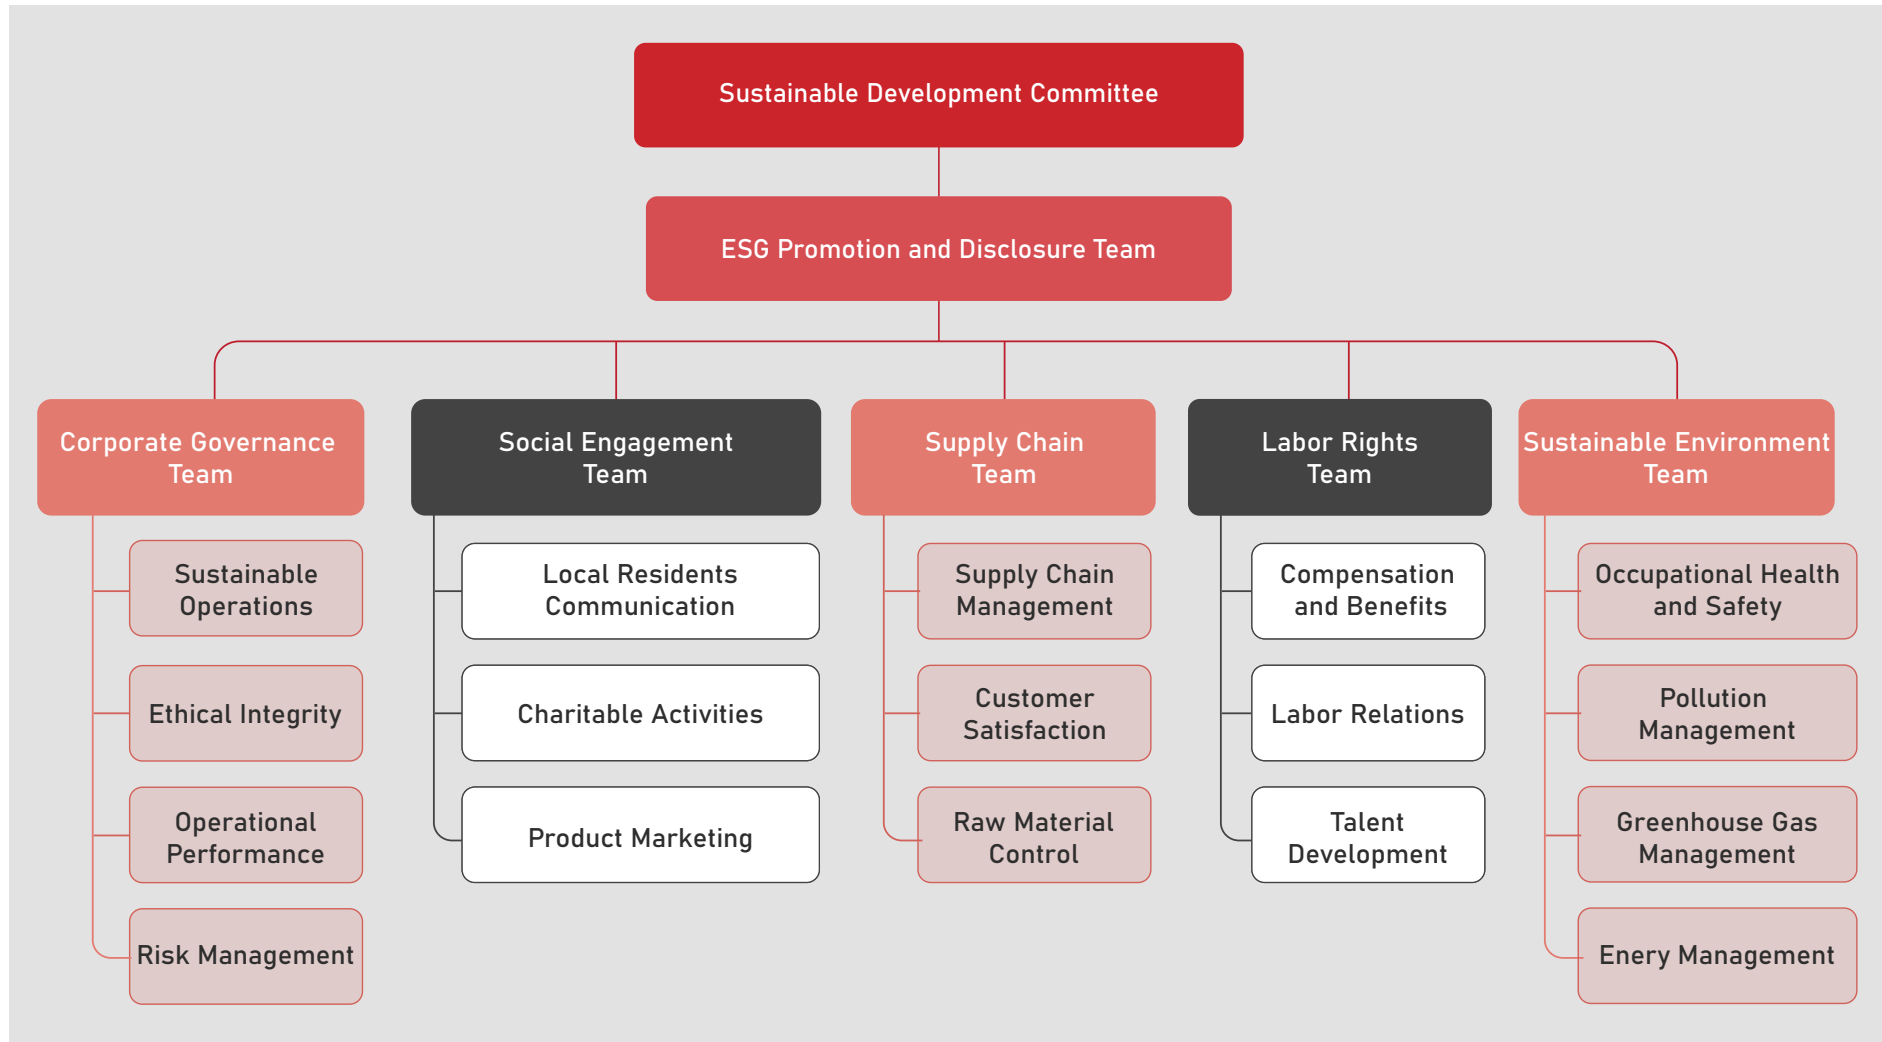 Sustainable Development Committee
ESG Promotion and Disclosure Team
Corporate Governance
Team
Sustainable
Operations
Ethical Integrity
Operational
Performance
Risk Management
Social Engagement
Team
Local Residents
Communication
Charitable Activities
Product Marketing
Supply Chain
Team
Supply Chain
Management
Customer
Satisfaction
Raw Material
Control
Labor Rights
Team
Compensation
and Benefits
Labor Relations
Talent
Development
Sustainable Environment
Team
Occupational Health
and Safety
Pollution
Management
Greenhouse Gas
Management
Enery Management